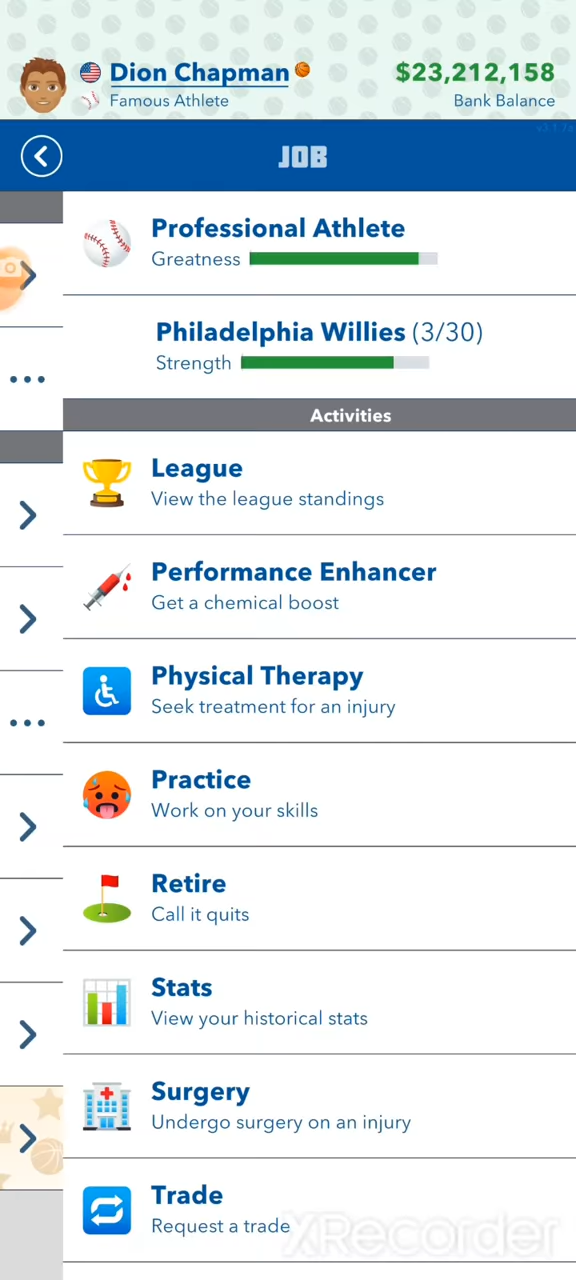 Dion Chapman
$23,212,158
Famous Athlete
Bank Balance
JOB
Professional Athlete
Greatness
Philadelphia Willies (3/30)
Strength
Activities
League
View the league standings
Performance Enhancer
Get a chemical boost
Physical Therapy
Seek treatment for an injury
Practice
Work on your skills
Retire
Call it quits
Stats
View your historical stats
Surgery
Undergo surgery on an injury
Trade
Request a trade
XRecorder